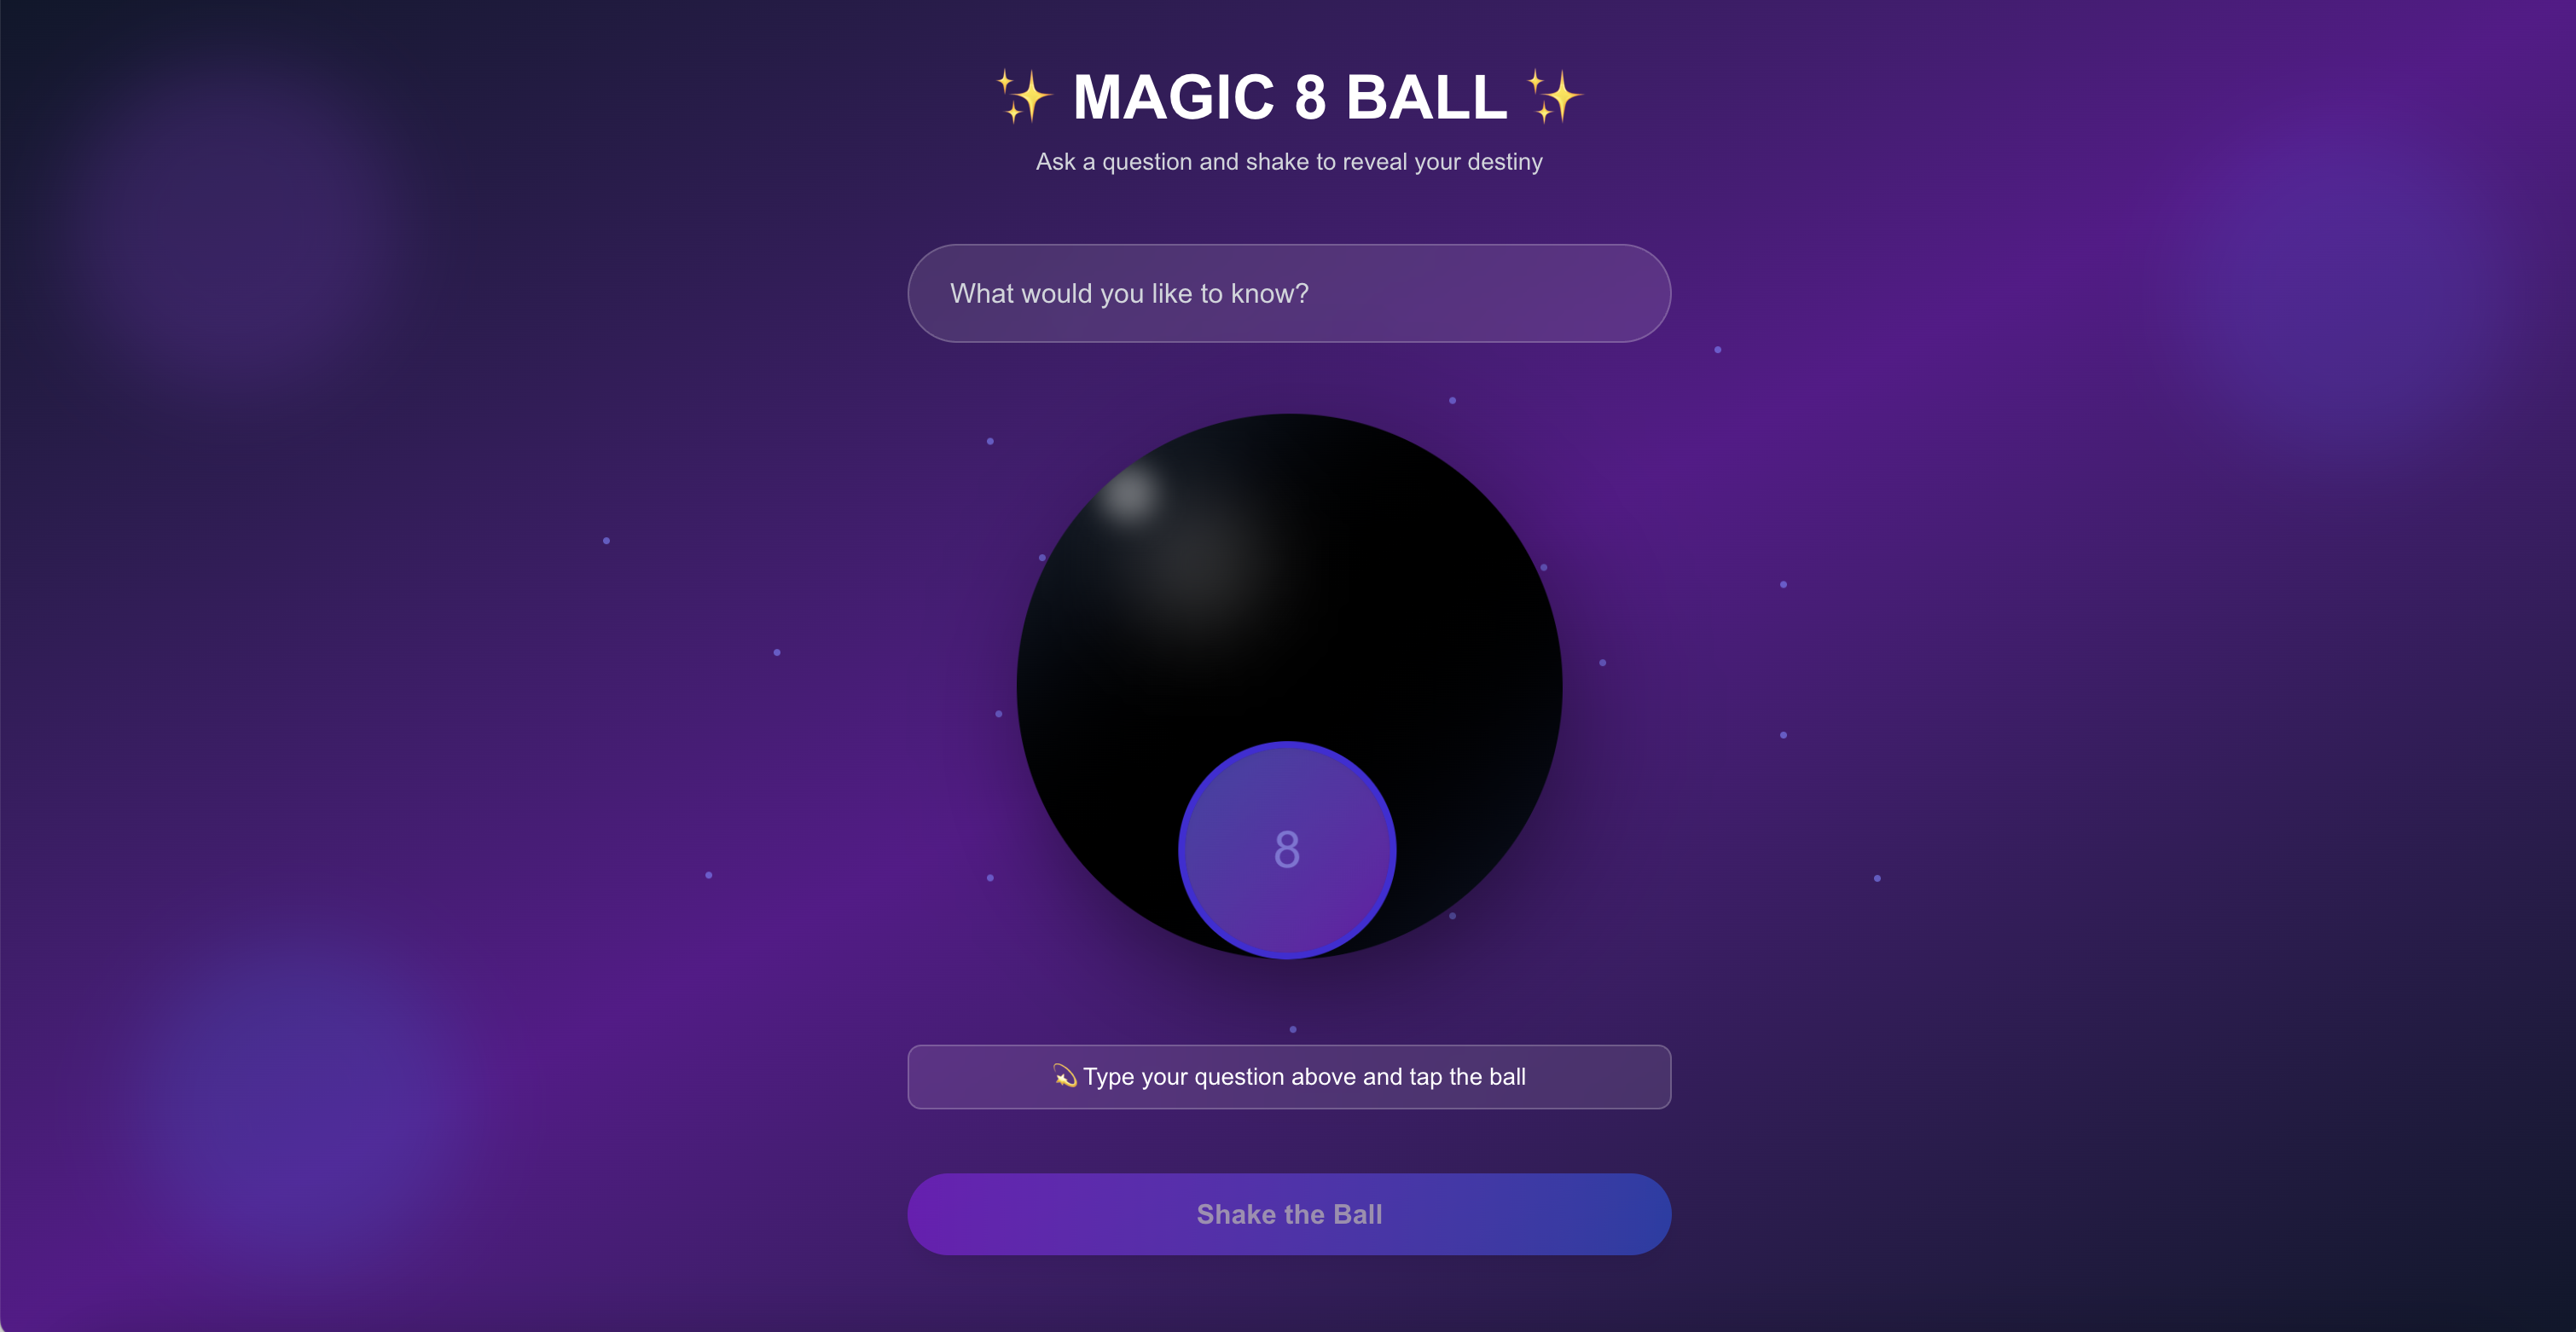 ✨ MAGIC 8 BALL ✨
Ask a question and shake to reveal your destiny
What would you like to know?
8
💫 Type your question above and tap the ball
Shake the Ball